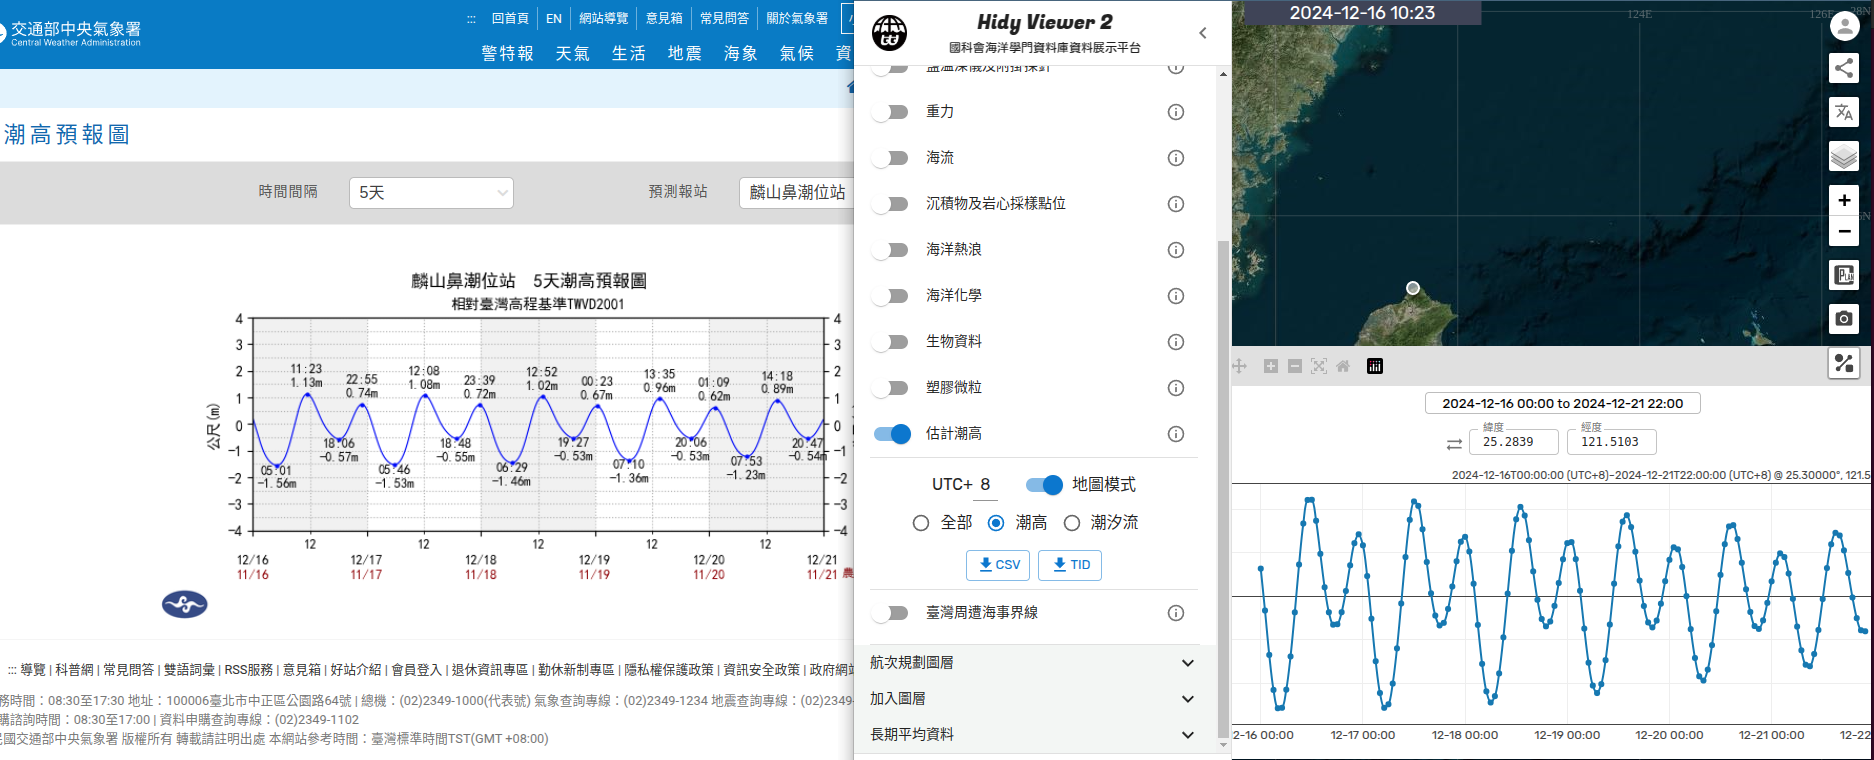 交通部中央氣象署
Central Weather Administration
::: 回首頁 EN 網站導覽 意見箱 常見問答 關於氣象署
警特報 天氣 生活 地震 海象 氣候 資
潮高預報圖
時間間隔 5天 預測報站 麟山鼻潮位站
麟山鼻潮位站 5天潮高預報圖
相對臺灣高程基準TWVD2001
公尺(m)
4 3 2 1 0 -1 -2 -3 -4
11:23 1.13m
22:55 0.74m
12:08 1.08m
23:39 0.72m
12:52 1.02m
00:23 0.67m
13:35 0.96m
01:09 0.62m
14:18 0.89m
05:01 -1.56m
18:06 -0.57m
05:46 -1.53m
18:48 -0.55m
06:29 -1.46m
19:27 -0.53m
07:10 -1.36m
20:06 -0.53m
07:53 -1.23m
20:47 -0.54m
4 3 2 1 0 -1 -2 -3 -4
12 12 12 12 12
12/16 12/17 12/18 12/19 12/20 12/21
11/16 11/17 11/18 11/19 11/20 11/21 農
::: 導覽 | 科普網 | 常見問答 | 雙語詞彙 | RSS服務 | 意見箱 | 好站介紹 | 會員登入 | 退休資訊專區 | 勤休新制專區 | 隱私權保護政策 | 資訊安全政策 | 政府網站
務時間：08:30至17:30 地址：100006臺北市中正區公園路64號 | 總機：(02)2349-1000(代表號) 氣象查詢專線：(02)2349-1234 地震查詢專線：(02)2349-
購諮詢時間：08:30至17:00 | 資料申購查詢專線：(02)2349-1102
民國交通部中央氣象署 版權所有 轉載請註明出處 本網站參考時間：臺灣標準時間TST(GMT +08:00)
Hidy Viewer 2
國科會海洋學門資料庫資料展示平台
溫鹽深儀及附掛探針
重力
海流
沉積物及岩心採樣點位
海洋熱浪
海洋化學
生物資料
塑膠微粒
估計潮高
UTC+ 8 地圖模式
全部 潮高 潮汐流
CSV TID
臺灣周遭海事界線
航次規劃圖層
加入圖層
長期平均資料
2024-12-16 10:23
124E 126E 28N
PLAN
2024-12-16 00:00 to 2024-12-21 22:00
緯度 25.2839 經度 121.5103
2024-12-16T00:00:00 (UTC+8)–2024-12-21T22:00:00 (UTC+8) @ 25.30000°, 121.5
2-16 00:00 12-17 00:00 12-18 00:00 12-19 00:00 12-20 00:00 12-21 00:00 12-22